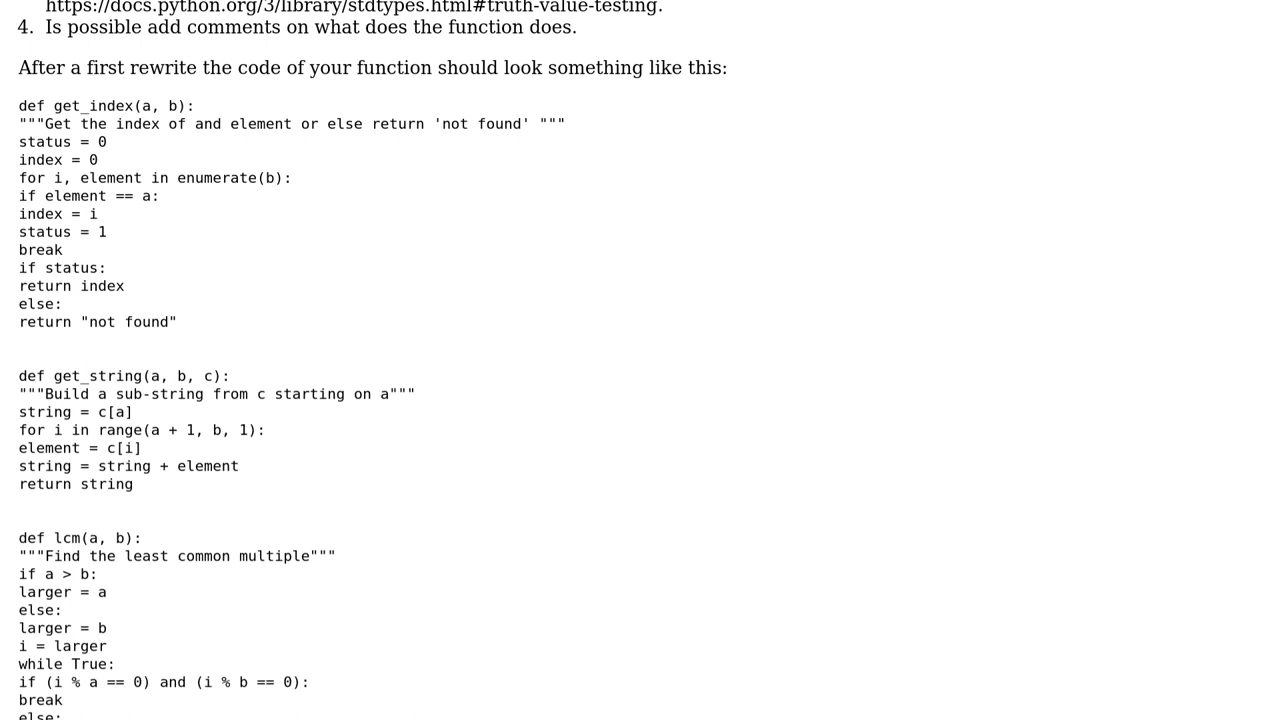 https://docs.python.org/3/library/stdtypes.html#truth-value-testing.
4. Is possible add comments on what does the function does.
After a first rewrite the code of your function should look something like this:
def get_index(a, b):
"""Get the index of and element or else return 'not found' """
status = 0
index = 0
for i, element in enumerate(b):
if element == a:
index = i
status = 1
break
if status:
return index
else:
return "not found"
def get_string(a, b, c):
"""Build a sub-string from c starting on a"""
string = c[a]
for i in range(a + 1, b, 1):
element = c[i]
string = string + element
return string
def lcm(a, b):
"""Find the least common multiple"""
if a > b:
larger = a
else:
larger = b
i = larger
while True:
if (i % a == 0) and (i % b == 0):
break
else: